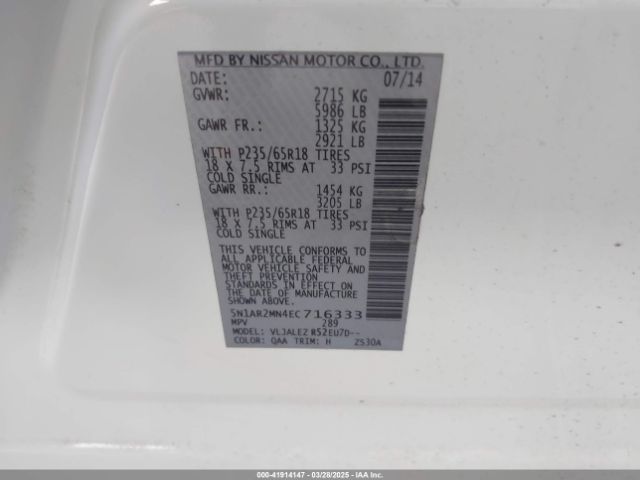 MFD BY NISSAN MOTOR CO., LTD.
DATE: 07/14
GVWR: 2715 KG
5986 LB
GAWR FR.: 1325 KG
2921 LB
WITH P235/65R18 TIRES
18 X 7.5 RIMS AT 33 PSI
COLD SINGLE
GAWR RR.: 1454 KG
3205 LB
WITH P235/65R18 TIRES
18 X 7.5 RIMS AT 33 PSI
COLD SINGLE
THIS VEHICLE CONFORMS TO
ALL APPLICABLE FEDERAL
MOTOR VEHICLE SAFETY AND
THEFT PREVENTION
STANDARDS IN EFFECT ON
THE DATE OF MANUFACTURE
SHOWN ABOVE.
5N1AR2MN4EC716333
MPV 289
MODEL: VLJALEZ R52EU7D--
COLOR: QAA TRIM: H ZS30A
000-41914147 — 03/28/2025 — IAA Inc.